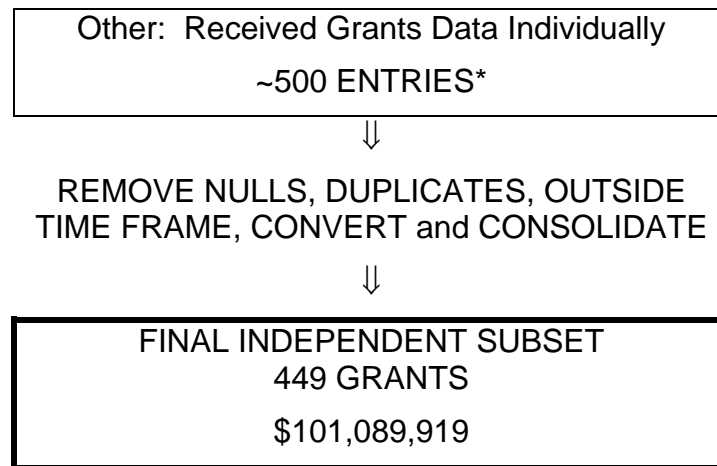 Other:  Received Grants Data Individually
~500 ENTRIES*
⇓
REMOVE NULLS, DUPLICATES, OUTSIDE
TIME FRAME, CONVERT and CONSOLIDATE
⇓
FINAL INDEPENDENT SUBSET
449 GRANTS
$101,089,919